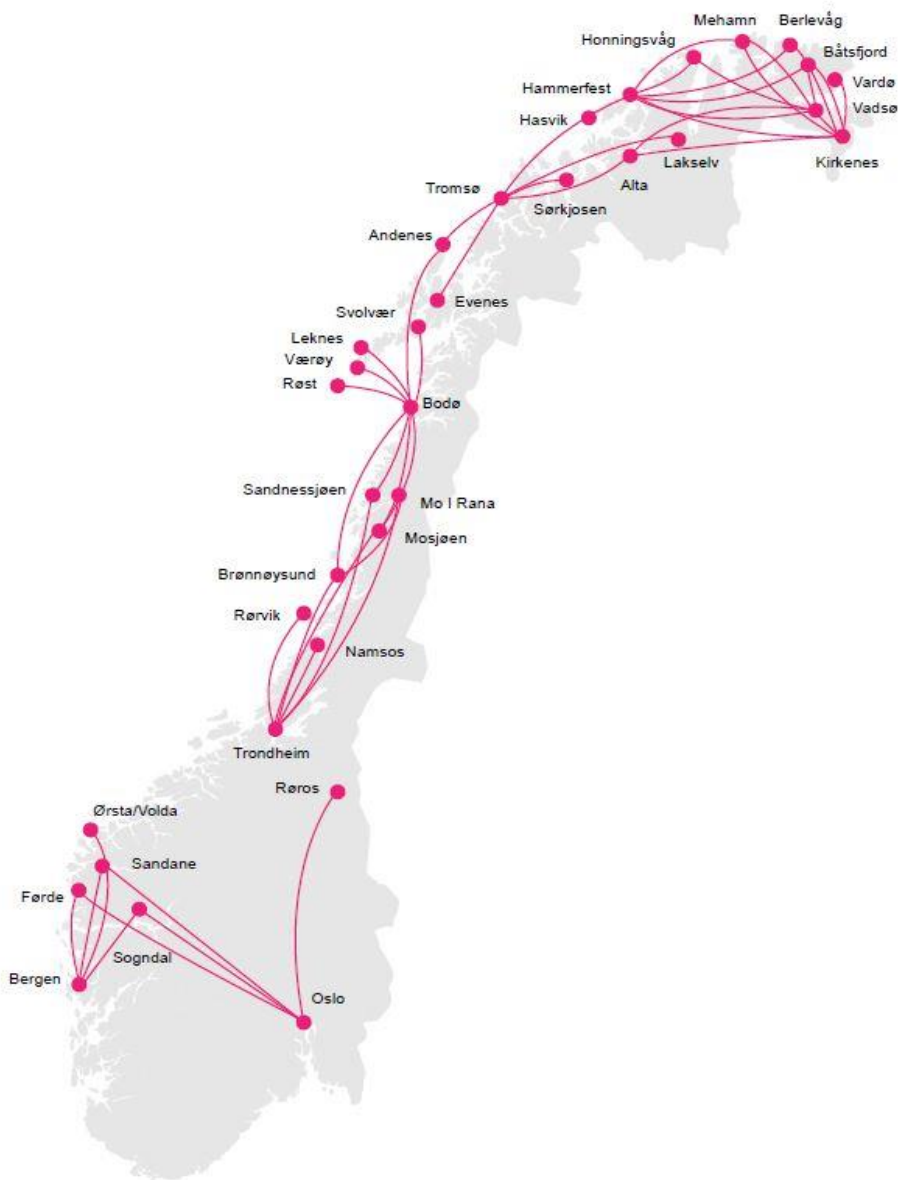 Mehamn
Berlevåg
Honningsvåg
Båtsfjord
Hammerfest
Vardø
Hasvik
Vadsø
Lakselv
Kirkenes
Alta
Tromsø
Sørkjosen
Andenes
Evenes
Svolvær
Leknes
Værøy
Røst
Bodø
Sandnessjøen
Mo I Rana
Mosjøen
Brønnøysund
Rørvik
Namsos
Trondheim
Røros
Ørsta/Volda
Sandane
Førde
Sogndal
Bergen
Oslo